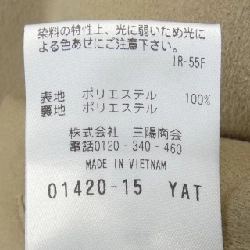 染料の特性上、光に弱いため光に
よる色あせにご注意下さい。
IR-55F
表地 ポリエステル 100%
裏地 ポリエステル
株式会社 三陽商会
電話0120-340-460
MADE IN VIETNAM
01420-15 YAT